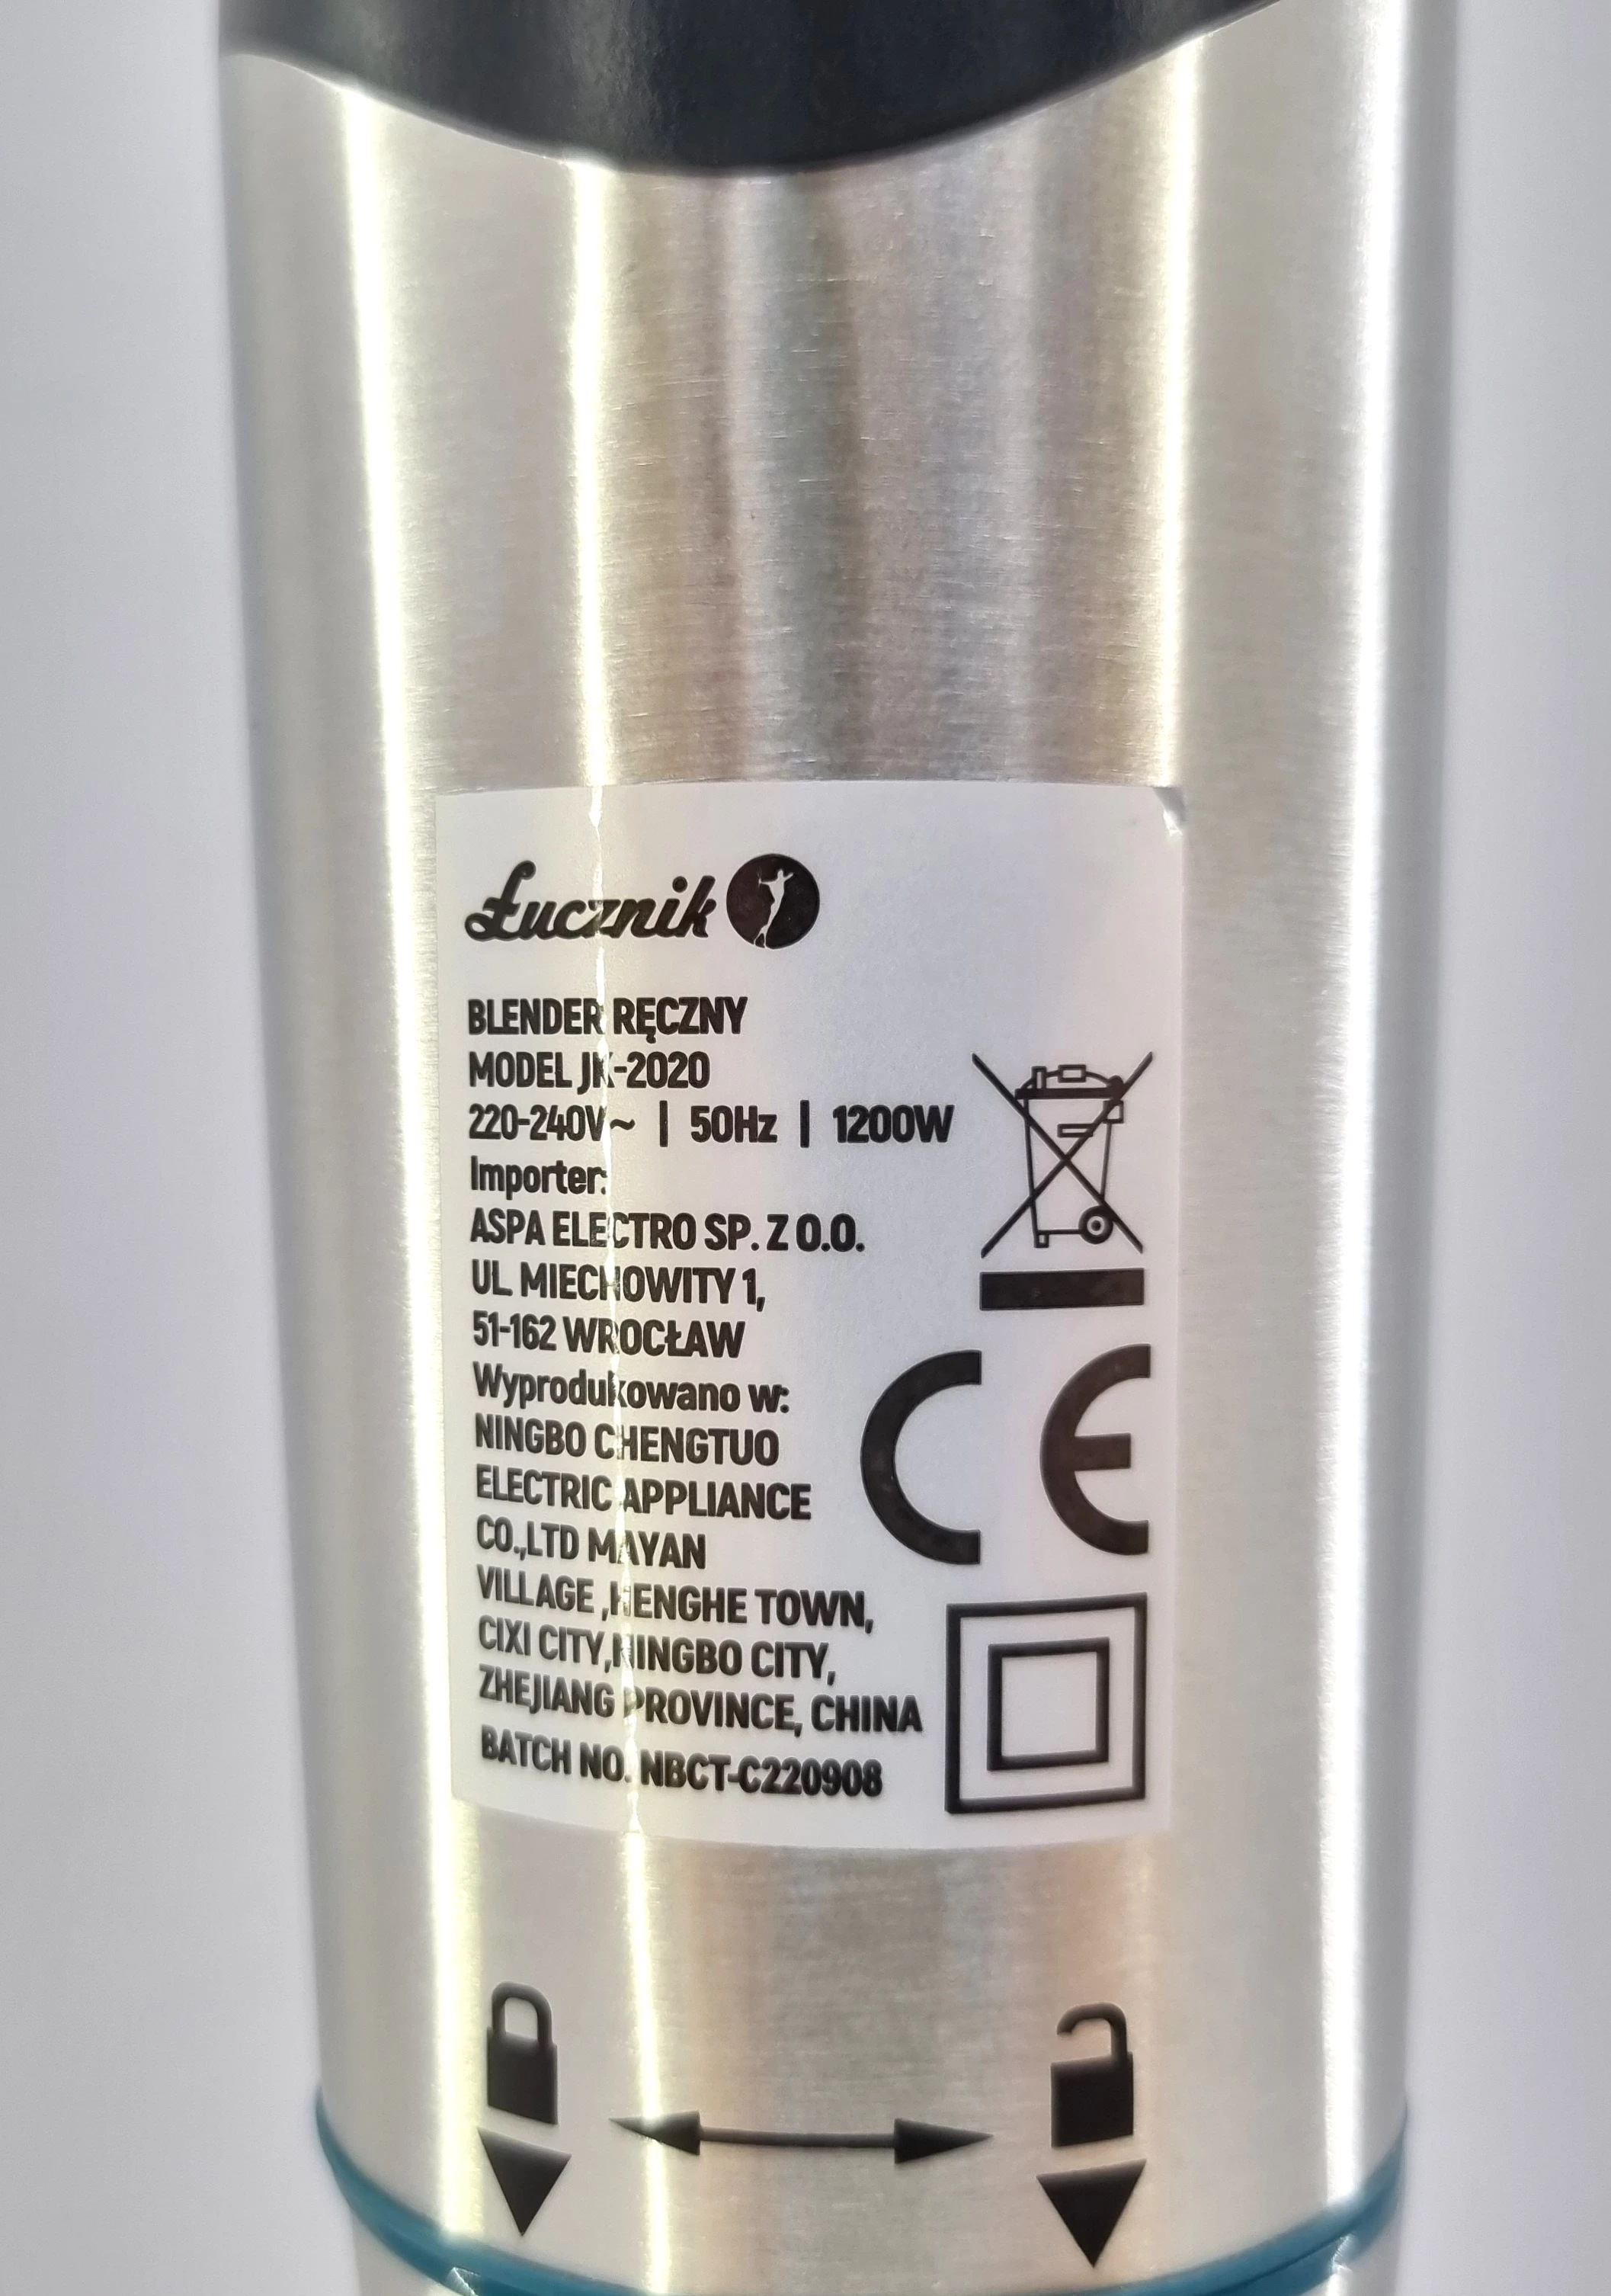 Łucznik
BLENDER RĘCZNY
MODEL JK-2020
220-240V~ | 50Hz | 1200W
Importer:
ASPA ELECTRO SP. Z O.O.
UL MIECHOWITY 1,
51-162 WROCŁAW
Wyprodukowano w:
NINGBO CHENGTUO
ELECTRIC APPLIANCE
CO.,LTD MAYAN
VILLAGE ,HENGHE TOWN,
CIXI CITY,NINGBO CITY,
ZHEJIANG PROVINCE, CHINA
BATCH NO. NBCT-C220908
CE